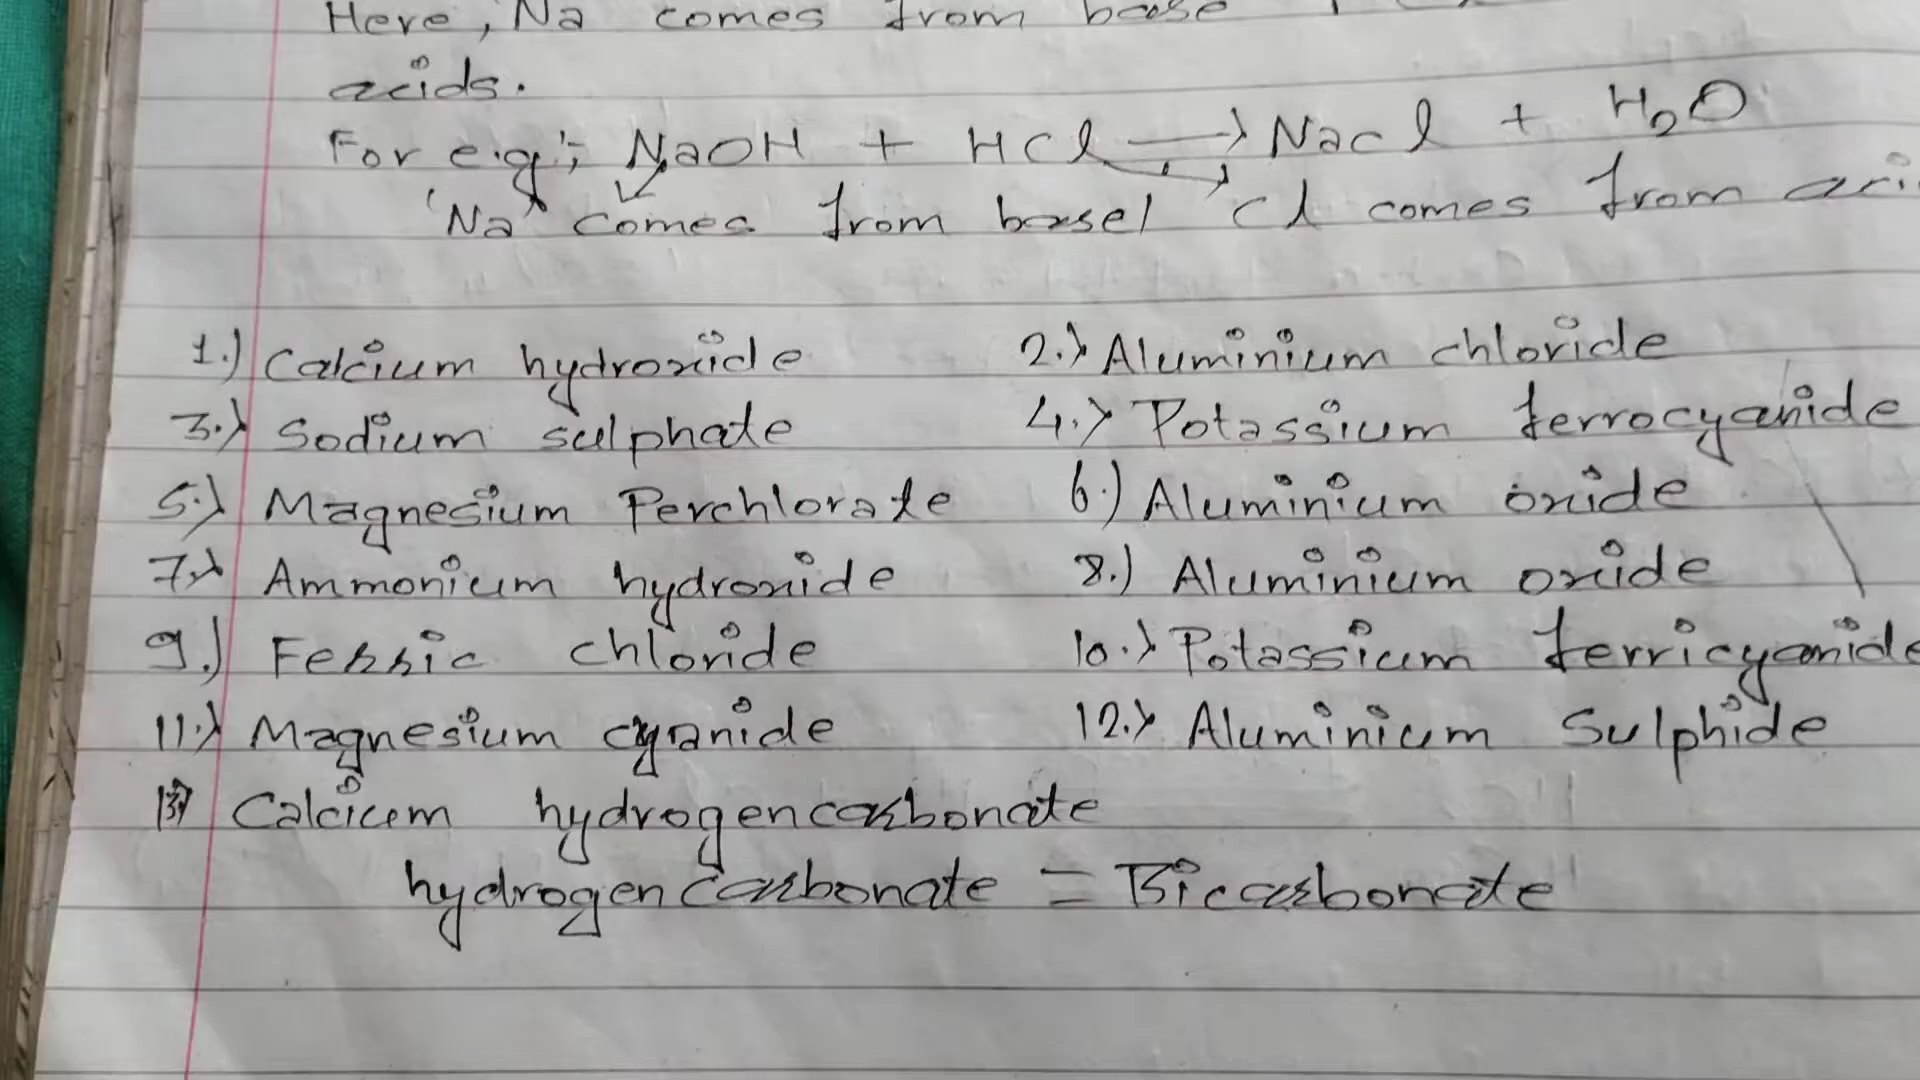 Here, Na comes from base
acids.
For e.g; NaOH + HCl → NaCl + H₂O
'Na' comes from base l Cl comes from aci
1.) Calcium hydroxide 2.) Aluminium chloride
3.) Sodium sulphate 4.) Potassium ferrocyanide
5.) Magnesium Perchlorate 6.) Aluminium oxide
7.) Ammonium hydroxide 8.) Aluminium oxide
9.) Ferric chloride 10.) Potassium ferricyanide
11.) Magnesium cyanide 12.) Aluminium Sulphide
13) Calcium hydrogencarbonate
hydrogencarbonate = Bicarbonate